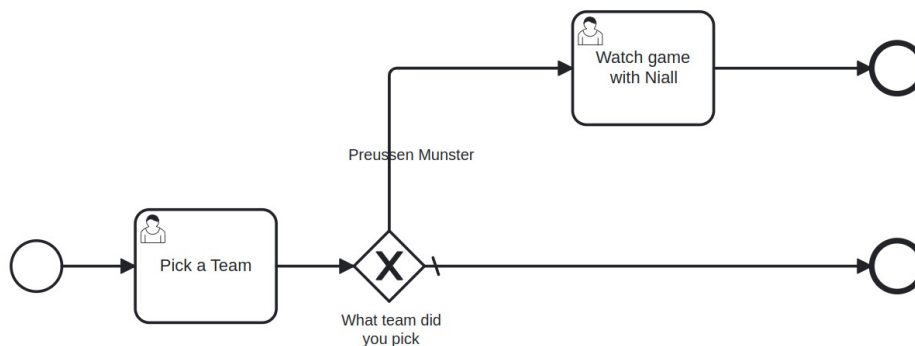 Watch game
with Niall
Preussen Munster
Pick a Team
What team did
you pick